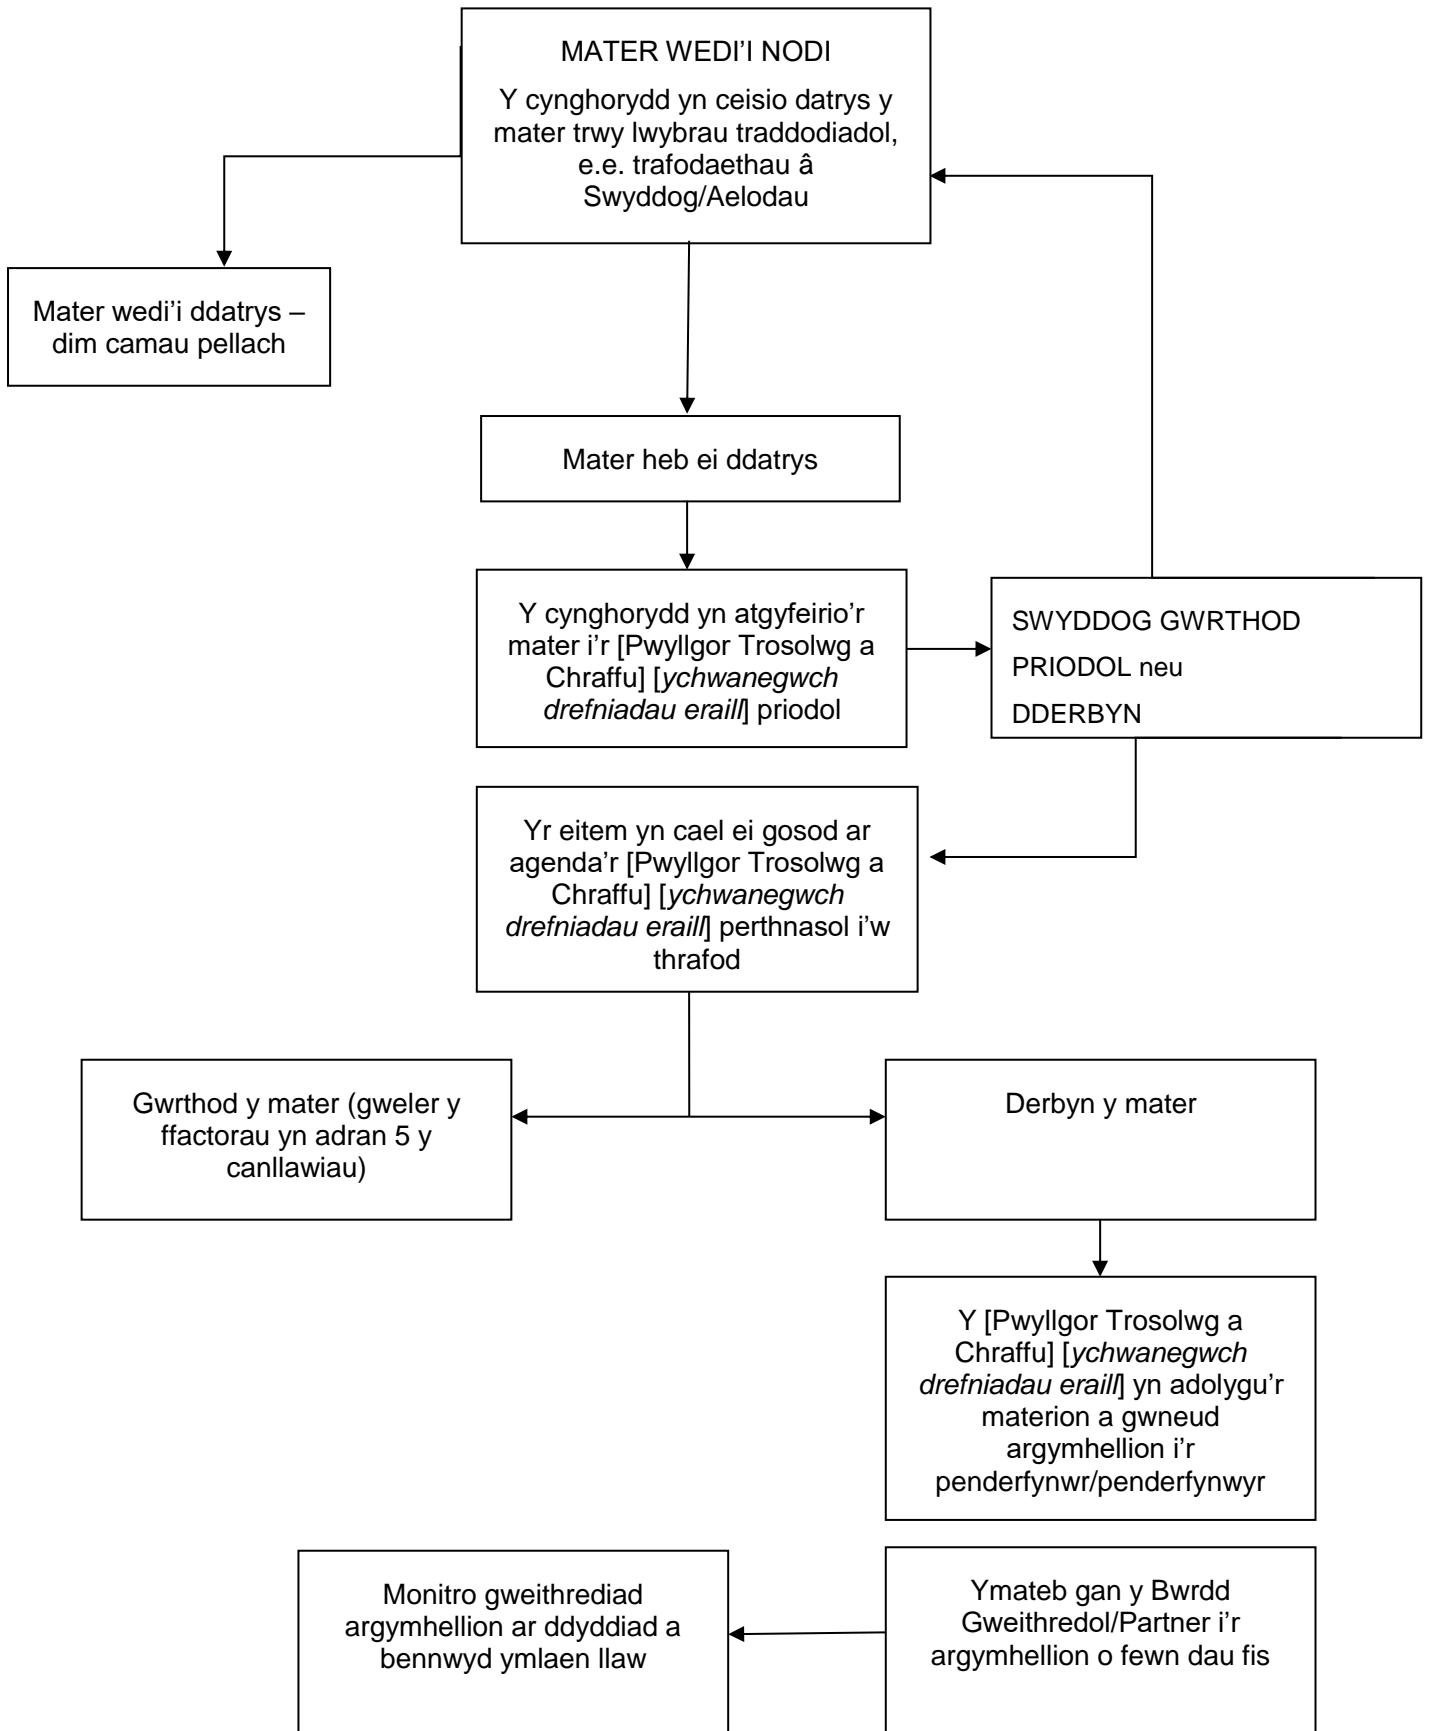 MATER WEDI’I NODI
Y cynghorydd yn ceisio datrys y
mater trwy lwybrau traddodiadol,
e.e. trafodaethau â
Swyddog/Aelodau
Mater wedi’i ddatrys –
dim camau pellach
Mater heb ei ddatrys
Y cynghorydd yn atgyfeirio’r
mater i’r [Pwyllgor Trosolwg a
Chraffu] [ychwanegwch
drefniadau eraill] priodol
SWYDDOG GWRTHOD
PRIODOL neu
DDERBYN
Yr eitem yn cael ei gosod ar
agenda’r [Pwyllgor Trosolwg a
Chraffu] [ychwanegwch
drefniadau eraill] perthnasol i’w
thrafod
Gwrthod y mater (gweler y
ffactorau yn adran 5 y
canllawiau)
Derbyn y mater
Y [Pwyllgor Trosolwg a
Chraffu] [ychwanegwch
drefniadau eraill] yn adolygu’r
materion a gwneud
argymhellion i’r
penderfynwr/penderfynwyr
Monitro gweithrediad
argymhellion ar ddyddiad a
bennwyd ymlaen llaw
Ymateb gan y Bwrdd
Gweithredol/Partner i’r
argymhellion o fewn dau fis